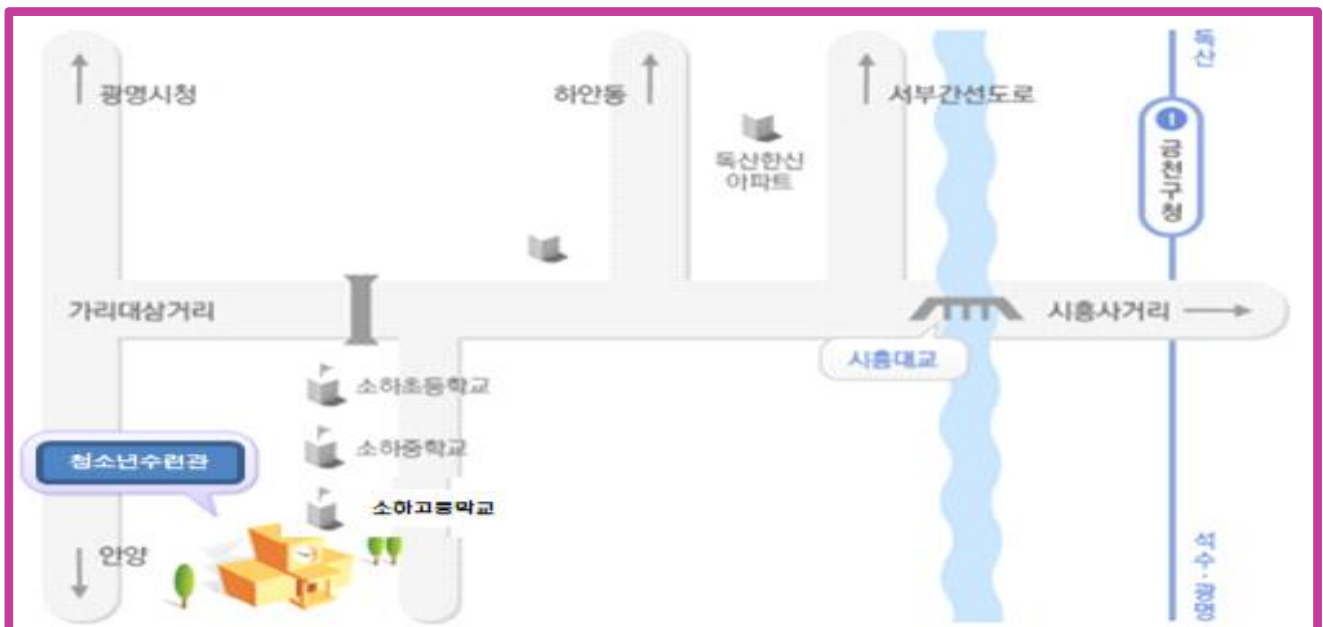 독산
광명시청
하안동
서부간선도로
1
금천구청
독산한신
아파트
가리대삼거리
시흥사거리
시흥대교
소하초등학교
소하중학교
청소년수련관
소하고등학교
안양
석수·광명